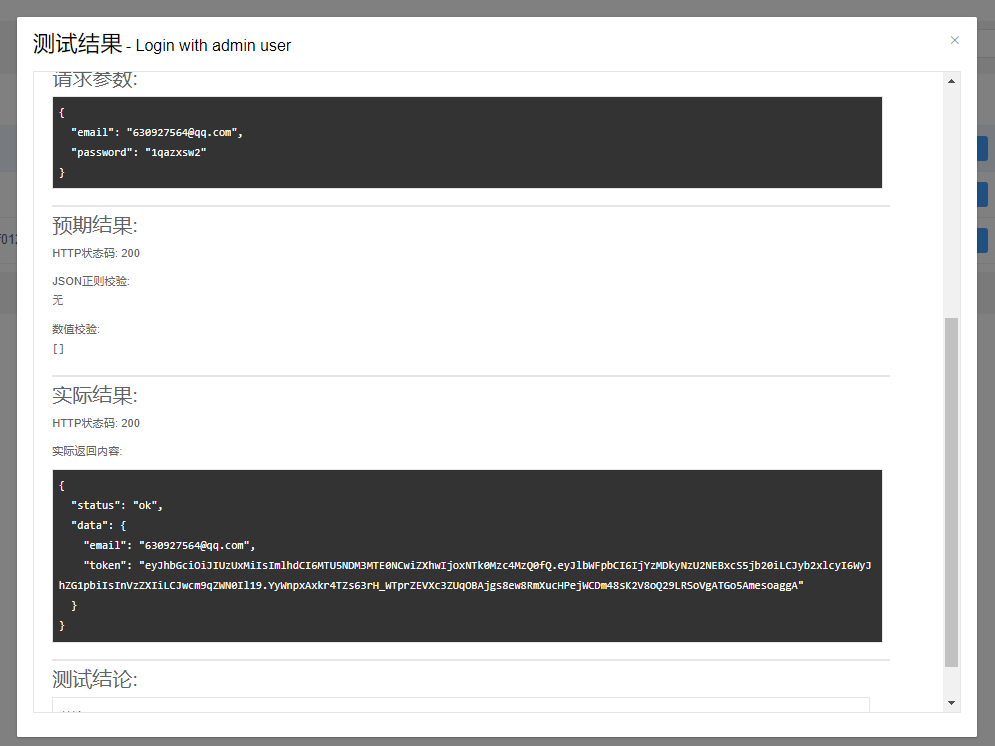 测试结果 - Login with admin user
×
请求参数:
{
"email": "630927564@qq.com",
"password": "1qazxsw2"
}
预期结果:
HTTP状态码: 200
JSON正则校验:
无
数值校验:
[]
实际结果:
HTTP状态码: 200
实际返回内容:
{
"status": "ok",
"data": {
"email": "630927564@qq.com",
"token": "eyJhbGciOiJIUzUxMiIsImlhdCI6MTU5NDM3MTE0NCwiZXhwIjoxNTk0Mzc4MzQ0fQ.eyJlbWFpbCI6IjYzMDkyNzU2NEBxcS5jb20iLCJyb2xlcyI6WyJ
hZG1pbiIsInVzZXIiLCJwcm9qZWN0Il19.YyWnpxAxkr4TZs63rH_WTprZEVXc3ZUqOBAjgs8ew8RmXucHPejWCDm48sK2V8oQ29LRSoVgATGo5AmesoaggA"
}
}
测试结论: